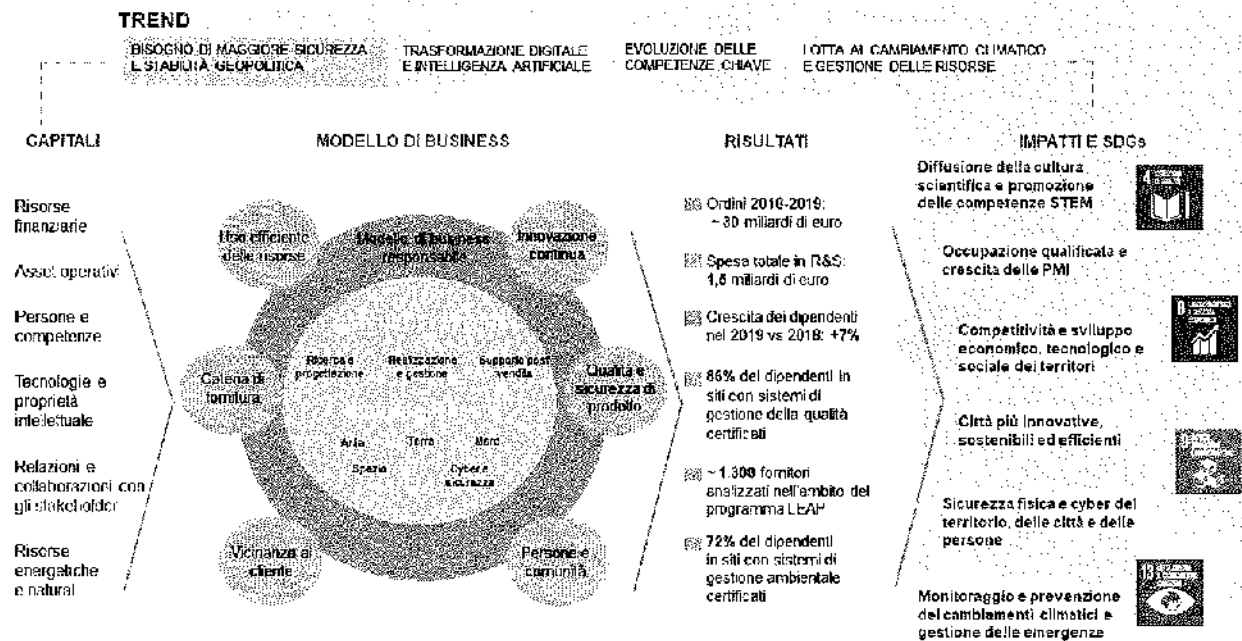 TREND
BISOGNO DI MAGGIORE SICUREZZA
E STABILITÀ GEOPOLITICA
TRASFORMAZIONE DIGITALE
E INTELLIGENZA ARTIFICIALE
EVOLUZIONE DELLE
COMPETENZE CHIAVE
LOTTA AL CAMBIAMENTO CLIMATICO
E GESTIONE DELLE RISORSE
CAPITALI
Risorse
finanziarie
Asset operativi
Persone e
competenze
Tecnologie e
proprietà
intellettuale
Relazioni e
collaborazioni con
gli stakeholder
Risorse
energetiche
e naturali
MODELLO DI BUSINESS
Uso efficiente
delle risorse
Modello di business
responsabile
Innovazione
continua
Catena di
fornitura
Ricerca e
progettazione
Realizzazione
e gestione
Supporto post
vendita
Qualità e
sicurezza di
prodotto
Aria
Terra
Mare
Spazio
Cyber e
sicurezza
Vicinanza al
cliente
Persone e
comunità
RISULTATI
Ordini 2018-2019:
~30 miliardi di euro
Spesa totale in R&S:
1,5 miliardi di euro
Crescita dei dipendenti
nel 2019 vs 2018: +7%
86% dei dipendenti in
siti con sistemi di
gestione della qualità
certificati
~1.300 fornitori
analizzati nell'ambito del
programma LEAP
72% dei dipendenti
in siti con sistemi di
gestione ambientale
certificati
IMPATTI E SDGs
Diffusione della cultura
scientifica e promozione
delle competenze STEM
Occupazione qualificata e
crescita delle PMI
Competitività e sviluppo
economico, tecnologico e
sociale dei territori
Città più innovative,
sostenibili ed efficienti
Sicurezza fisica e cyber del
territorio, delle città e delle
persone
Monitoraggio e prevenzione
dei cambiamenti climatici e
gestione delle emergenze